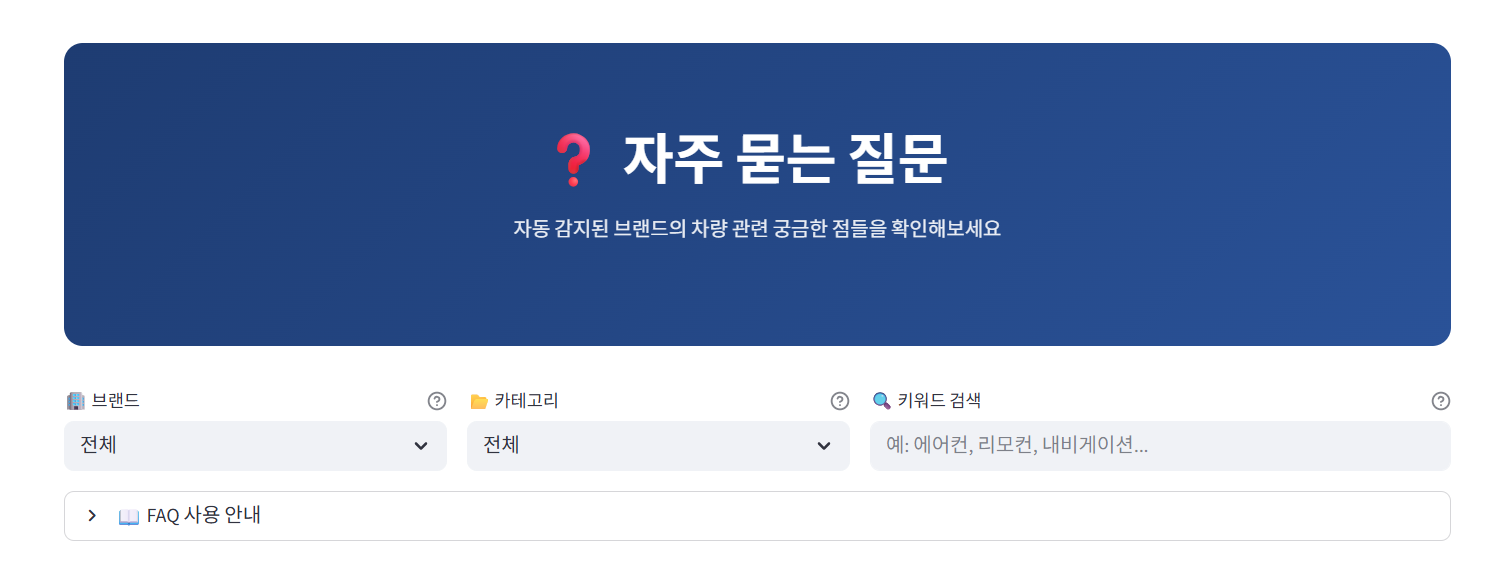 ❓ 자주 묻는 질문
자동 감지된 브랜드의 차량 관련 궁금한 점들을 확인해보세요
브랜드
카테고리
키워드 검색
전체
전체
예: 에어컨, 리모컨, 내비게이션...
FAQ 사용 안내